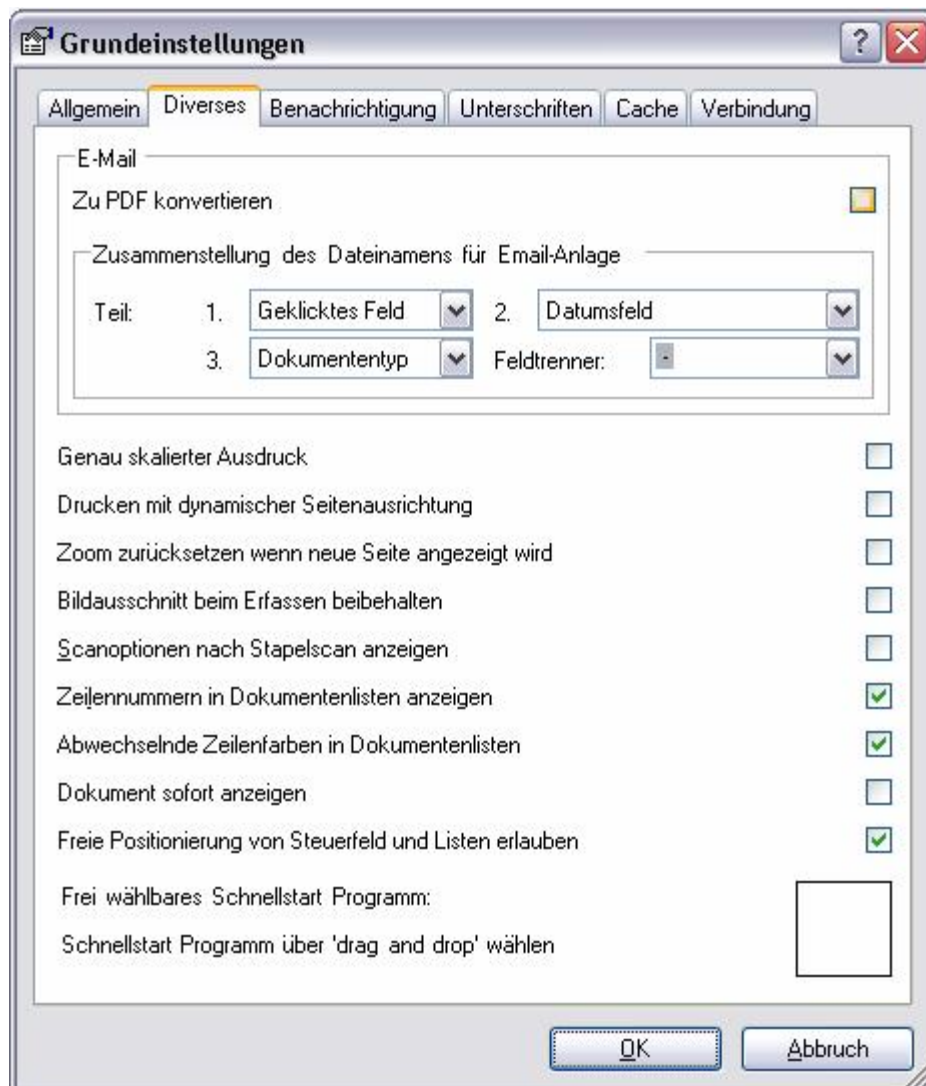 Grundeinstellungen
Allgemein Diverses Benachrichtigung Unterschriften Cache Verbindung
E-Mail
Zu PDF konvertieren
Zusammenstellung des Dateinamens für Email-Anlage
Teil: 1. Geklicktes Feld 2. Datumsfeld
3. Dokumententyp Feldtrenner: -
Genau skalierter Ausdruck
Drucken mit dynamischer Seitenausrichtung
Zoom zurücksetzen wenn neue Seite angezeigt wird
Bildausschnitt beim Erfassen beibehalten
Scanoptionen nach Stapelscan anzeigen
Zeilennummern in Dokumentenlisten anzeigen
Abwechselnde Zeilenfarben in Dokumentenlisten
Dokument sofort anzeigen
Freie Positionierung von Steuerfeld und Listen erlauben
Frei wählbares Schnellstart Programm:
Schnellstart Programm über 'drag and drop' wählen
OK Abbruch